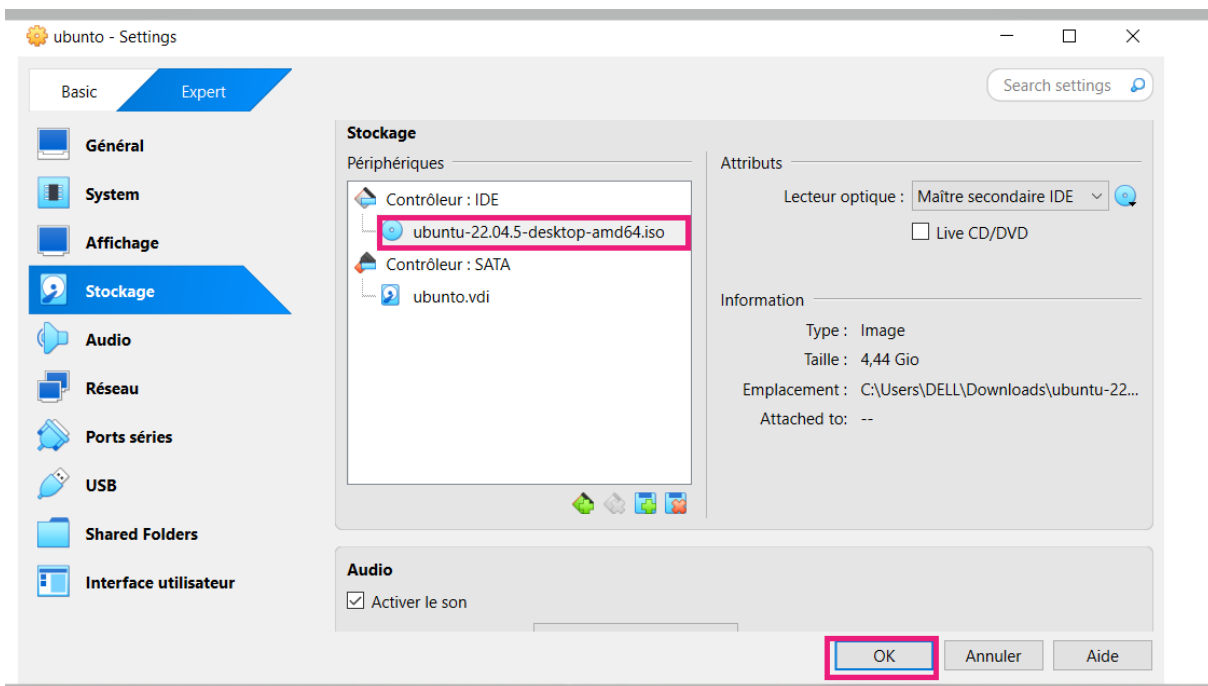 ubunto - Settings
Basic
Expert
Search settings
Général
System
Affichage
Stockage
Audio
Réseau
Ports séries
USB
Shared Folders
Interface utilisateur
Stockage
Périphériques
Contrôleur : IDE
ubuntu-22.04.5-desktop-amd64.iso
Contrôleur : SATA
ubunto.vdi
Attributs
Lecteur optique : Maître secondaire IDE
Live CD/DVD
Information
Type : Image
Taille : 4,44 Gio
Emplacement : C:\Users\DELL\Downloads\ubuntu-22...
Attached to: --
Audio
Activer le son
OK
Annuler
Aide